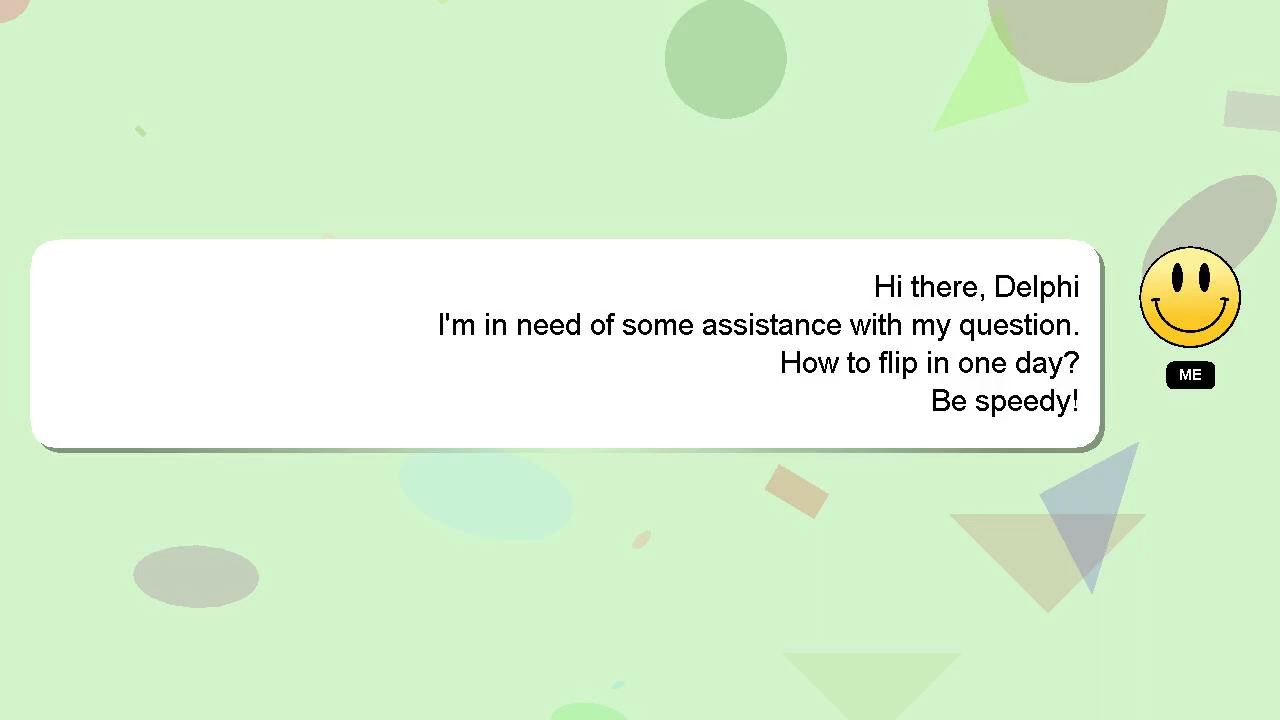 Hi there, Delphi
I'm in need of some assistance with my question.
How to flip in one day?
Be speedy!
ME